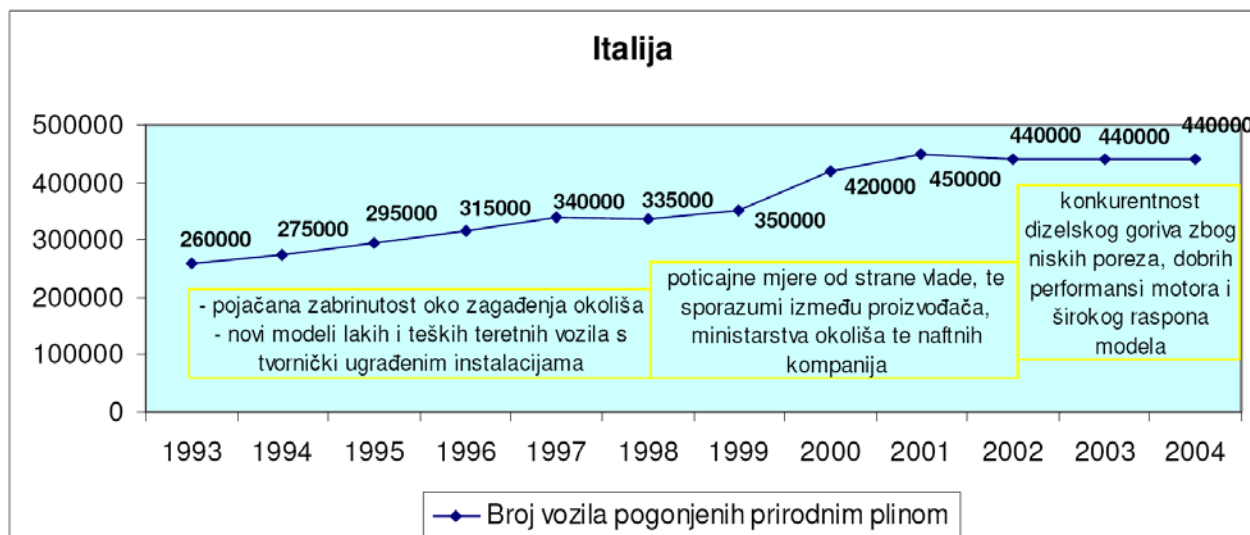 Italija
500000
400000
300000
200000
100000
0
260000
275000
295000
315000
340000
335000
350000
420000
450000
440000
440000
440000
- pojačana zabrinutost oko zagađenja okoliša
- novi modeli lakih i teških teretnih vozila s
tvornički ugrađenim instalacijama
poticajne mjere od strane vlade, te
sporazumi između proizvođača,
ministarstva okoliša te naftnih
kompanija
konkurentnost
dizelskog goriva zbog
niskih poreza, dobrih
performansi motora i
širokog raspona
modela
1993 1994 1995 1996 1997 1998 1999 2000 2001 2002 2003 2004
Broj vozila pogonjenih prirodnim plinom